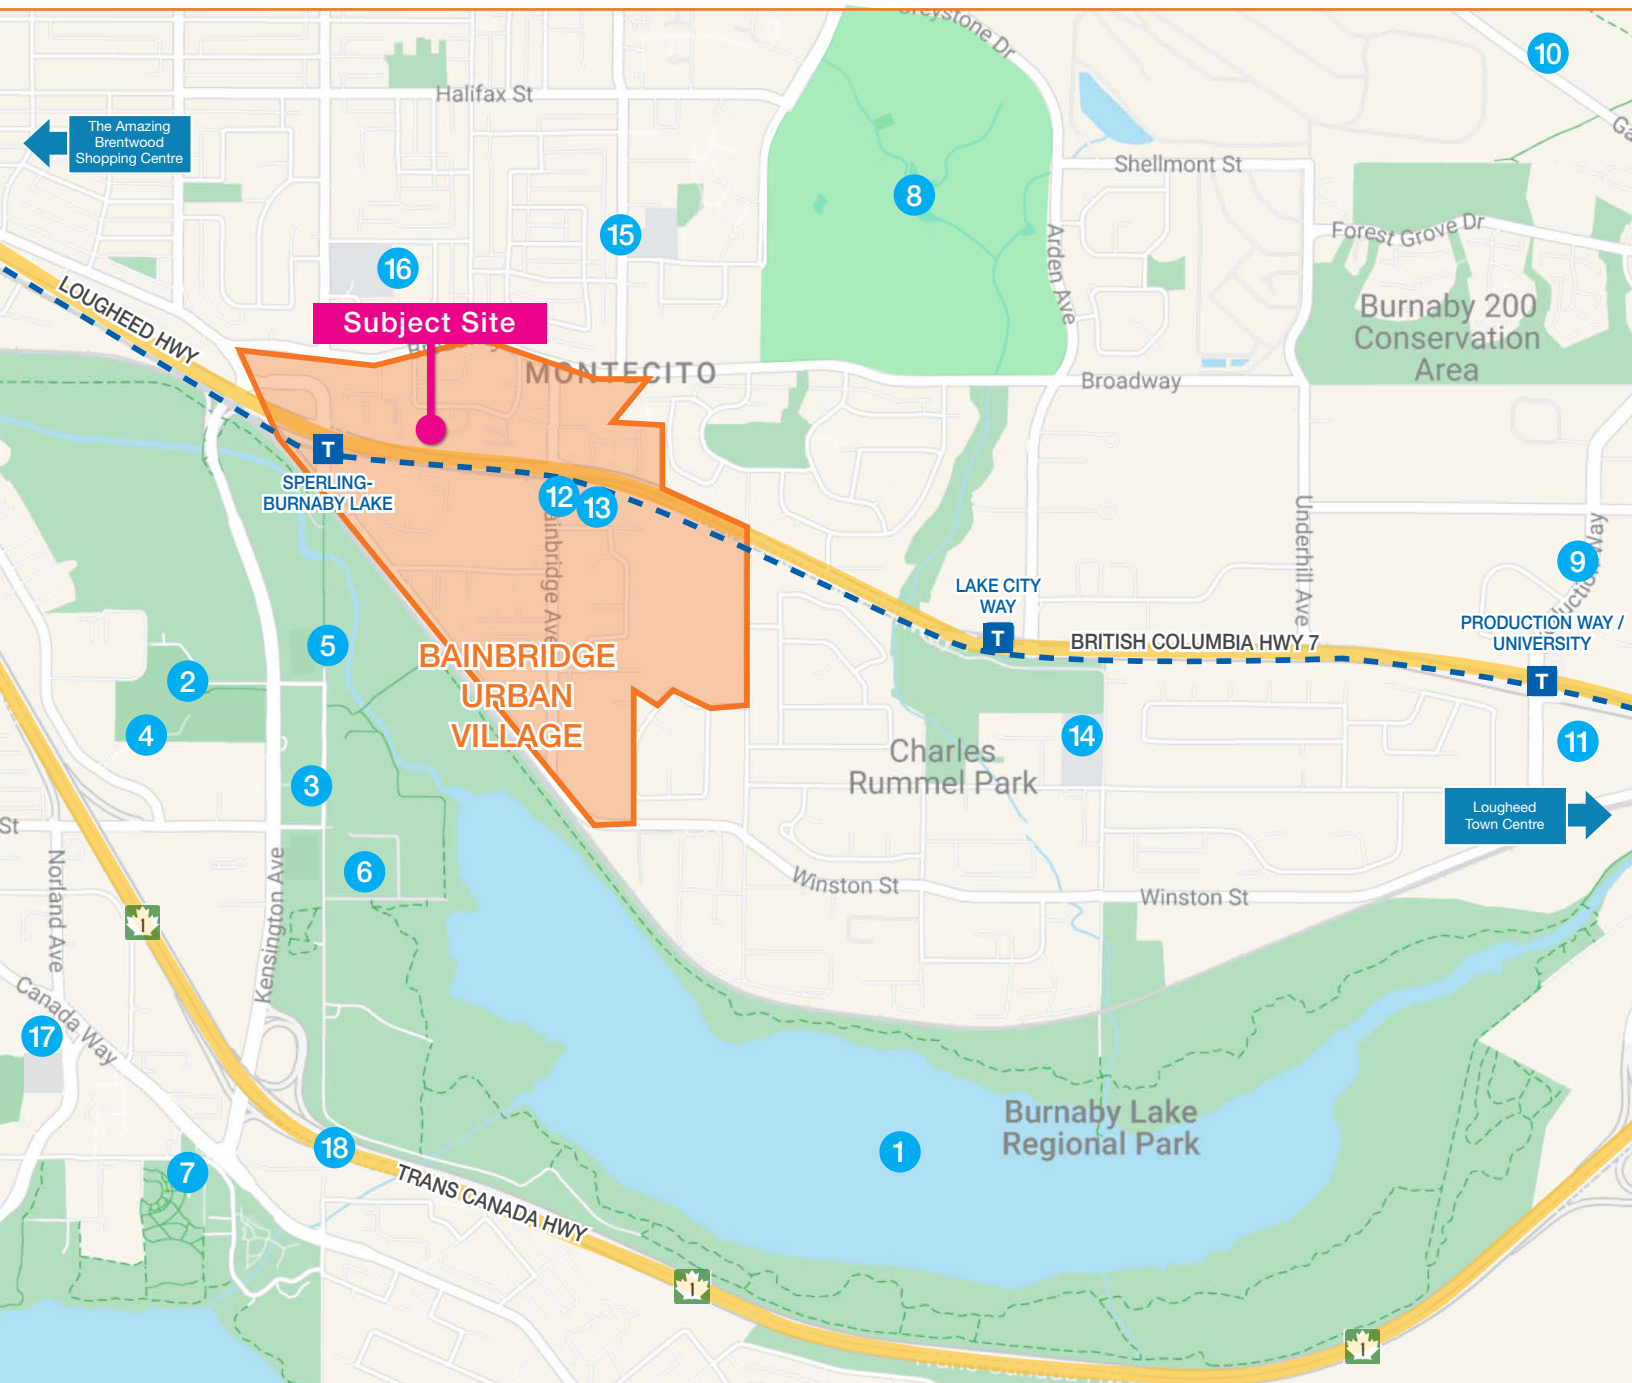 Greystone Dr
10
Halifax St
The Amazing
Brentwood
Shopping Centre
Shellmont St
8
15
Forest Grove Dr
16
Arden Ave
LOUGHEED HWY
Burnaby 200
Conservation
Area
Subject Site
MONTECITO
Broadway
T
SPERLING-
BURNABY LAKE
12
13
Bainbridge Ave
Underhill Ave
9
LAKE CITY
WAY
T
BRITISH COLUMBIA HWY 7
PRODUCTION WAY /
UNIVERSITY
T
5
BAINBRIDGE
URBAN
VILLAGE
2
4
14
11
Charles
Rummel Park
3
Lougheed
Town Centre
St
6
Norland Ave
Kensington Ave
Winston St
Winston St
1
Canada Way
17
Burnaby Lake
Regional Park
18
1
7
TRANS CANADA HWY
1
1